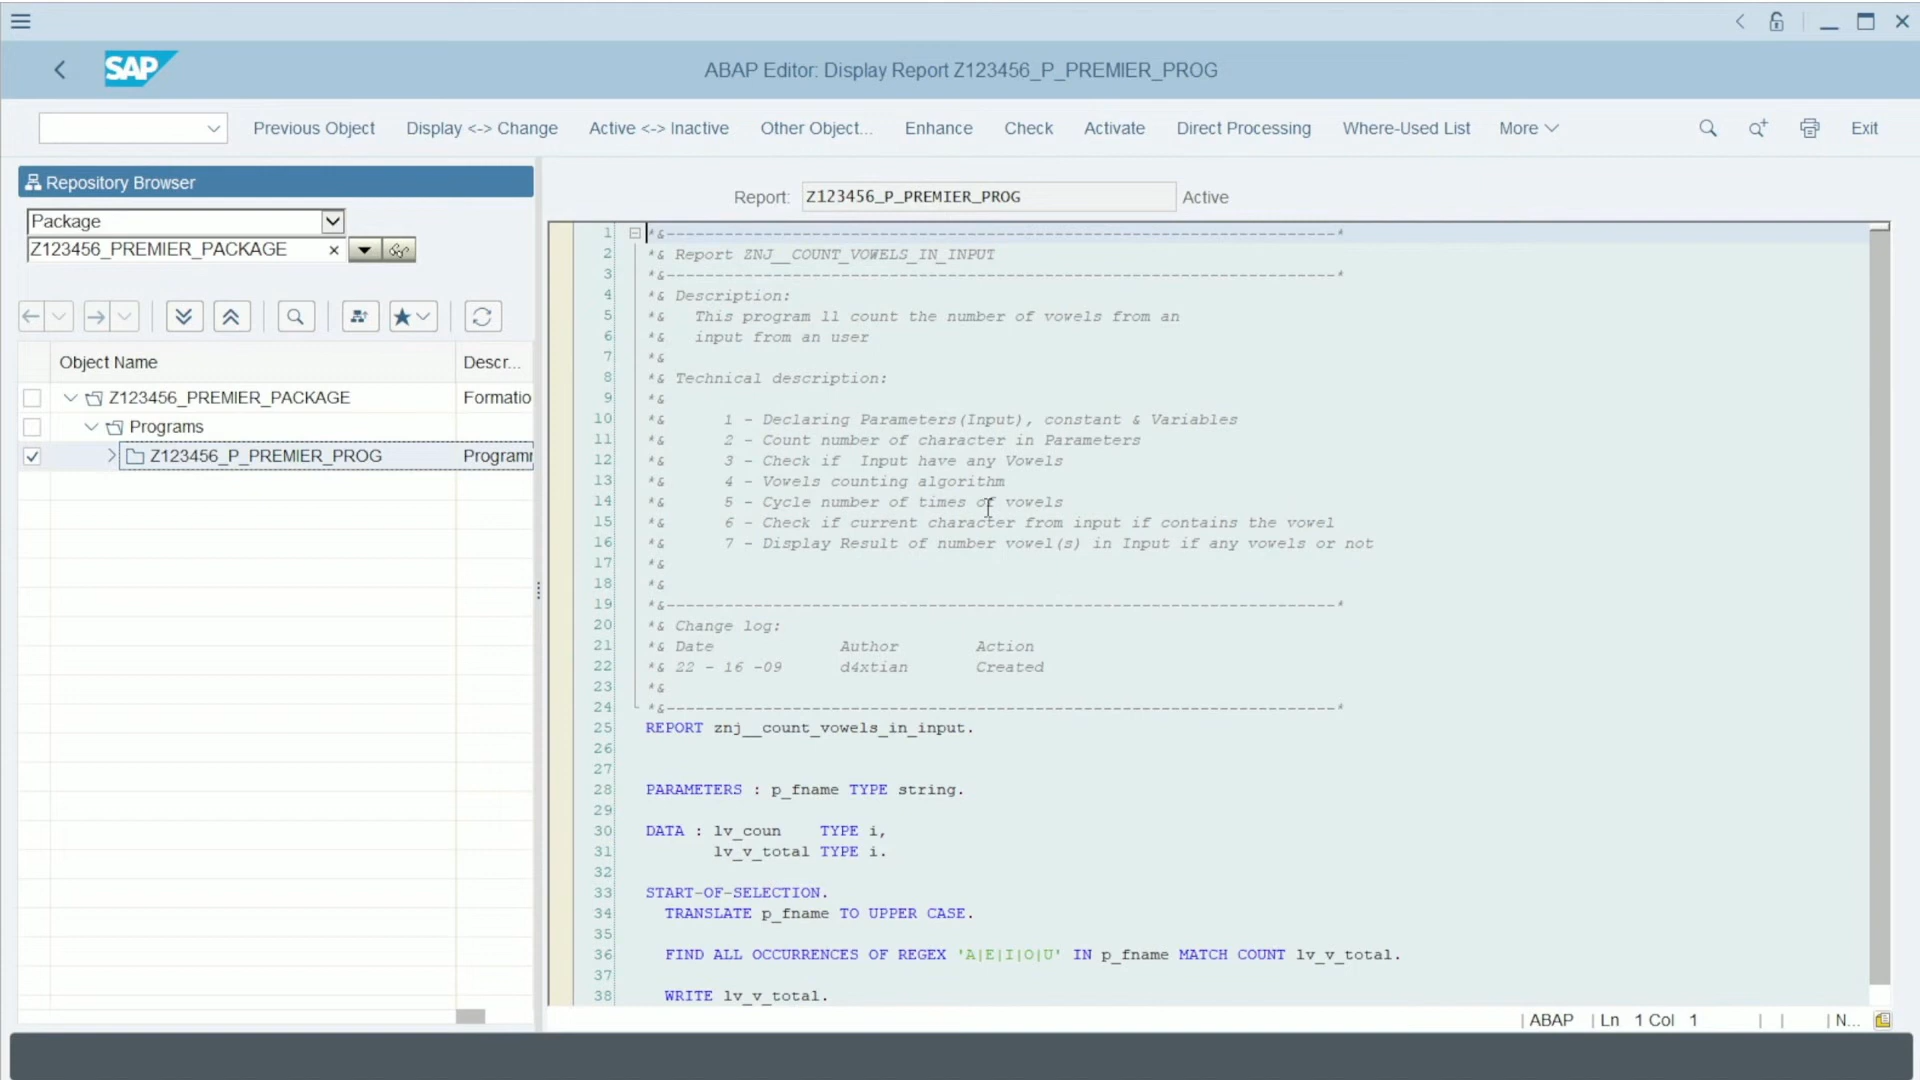 SAP
ABAP Editor: Display Report Z123456_P_PREMIER_PROG
Previous Object
Display <-> Change
Active <-> Inactive
Other Object...
Enhance
Check
Activate
Direct Processing
Where-Used List
More
Exit
Repository Browser
Package
Z123456_PREMIER_PACKAGE
Object Name
Descr...
Z123456_PREMIER_PACKAGE
Formatio
Programs
Z123456_P_PREMIER_PROG
Program
Report: Z123456_P_PREMIER_PROG Active
1 *&---------------------------------------------------------------------*
2 *& Report ZNJ__COUNT_VOWELS_IN_INPUT
3 *&---------------------------------------------------------------------*
4 *& Description:
5 *&   This program ll count the number of vowels from an
6 *&   input from an user
7 *&
8 *& Technical description:
9 *&
10 *&      1 - Declaring Parameters(Input), constant & Variables
11 *&      2 - Count number of character in Parameters
12 *&      3 - Check if  Input have any Vowels
13 *&      4 - Vowels counting algorithm
14 *&      5 - Cycle number of times of vowels
15 *&      6 - Check if current character from input if contains the vowel
16 *&      7 - Display Result of number vowel(s) in Input if any vowels or not
17 *&
18 *&
19 *&---------------------------------------------------------------------*
20 *& Change log:
21 *& Date             Author        Action
22 *& 22 - 16 -09      d4xtian       Created
23 *&
24 *&---------------------------------------------------------------------*
25 REPORT znj__count_vowels_in_input.
26
27
28 PARAMETERS : p_fname TYPE string.
29
30 DATA : lv_coun    TYPE i,
31        lv_v_total TYPE i.
32
33 START-OF-SELECTION.
34   TRANSLATE p_fname TO UPPER CASE.
35
36   FIND ALL OCCURRENCES OF REGEX 'A|E|I|O|U' IN p_fname MATCH COUNT lv_v_total.
37
38   WRITE lv_v_total.
| ABAP | Ln 1 Col 1 | | | N...